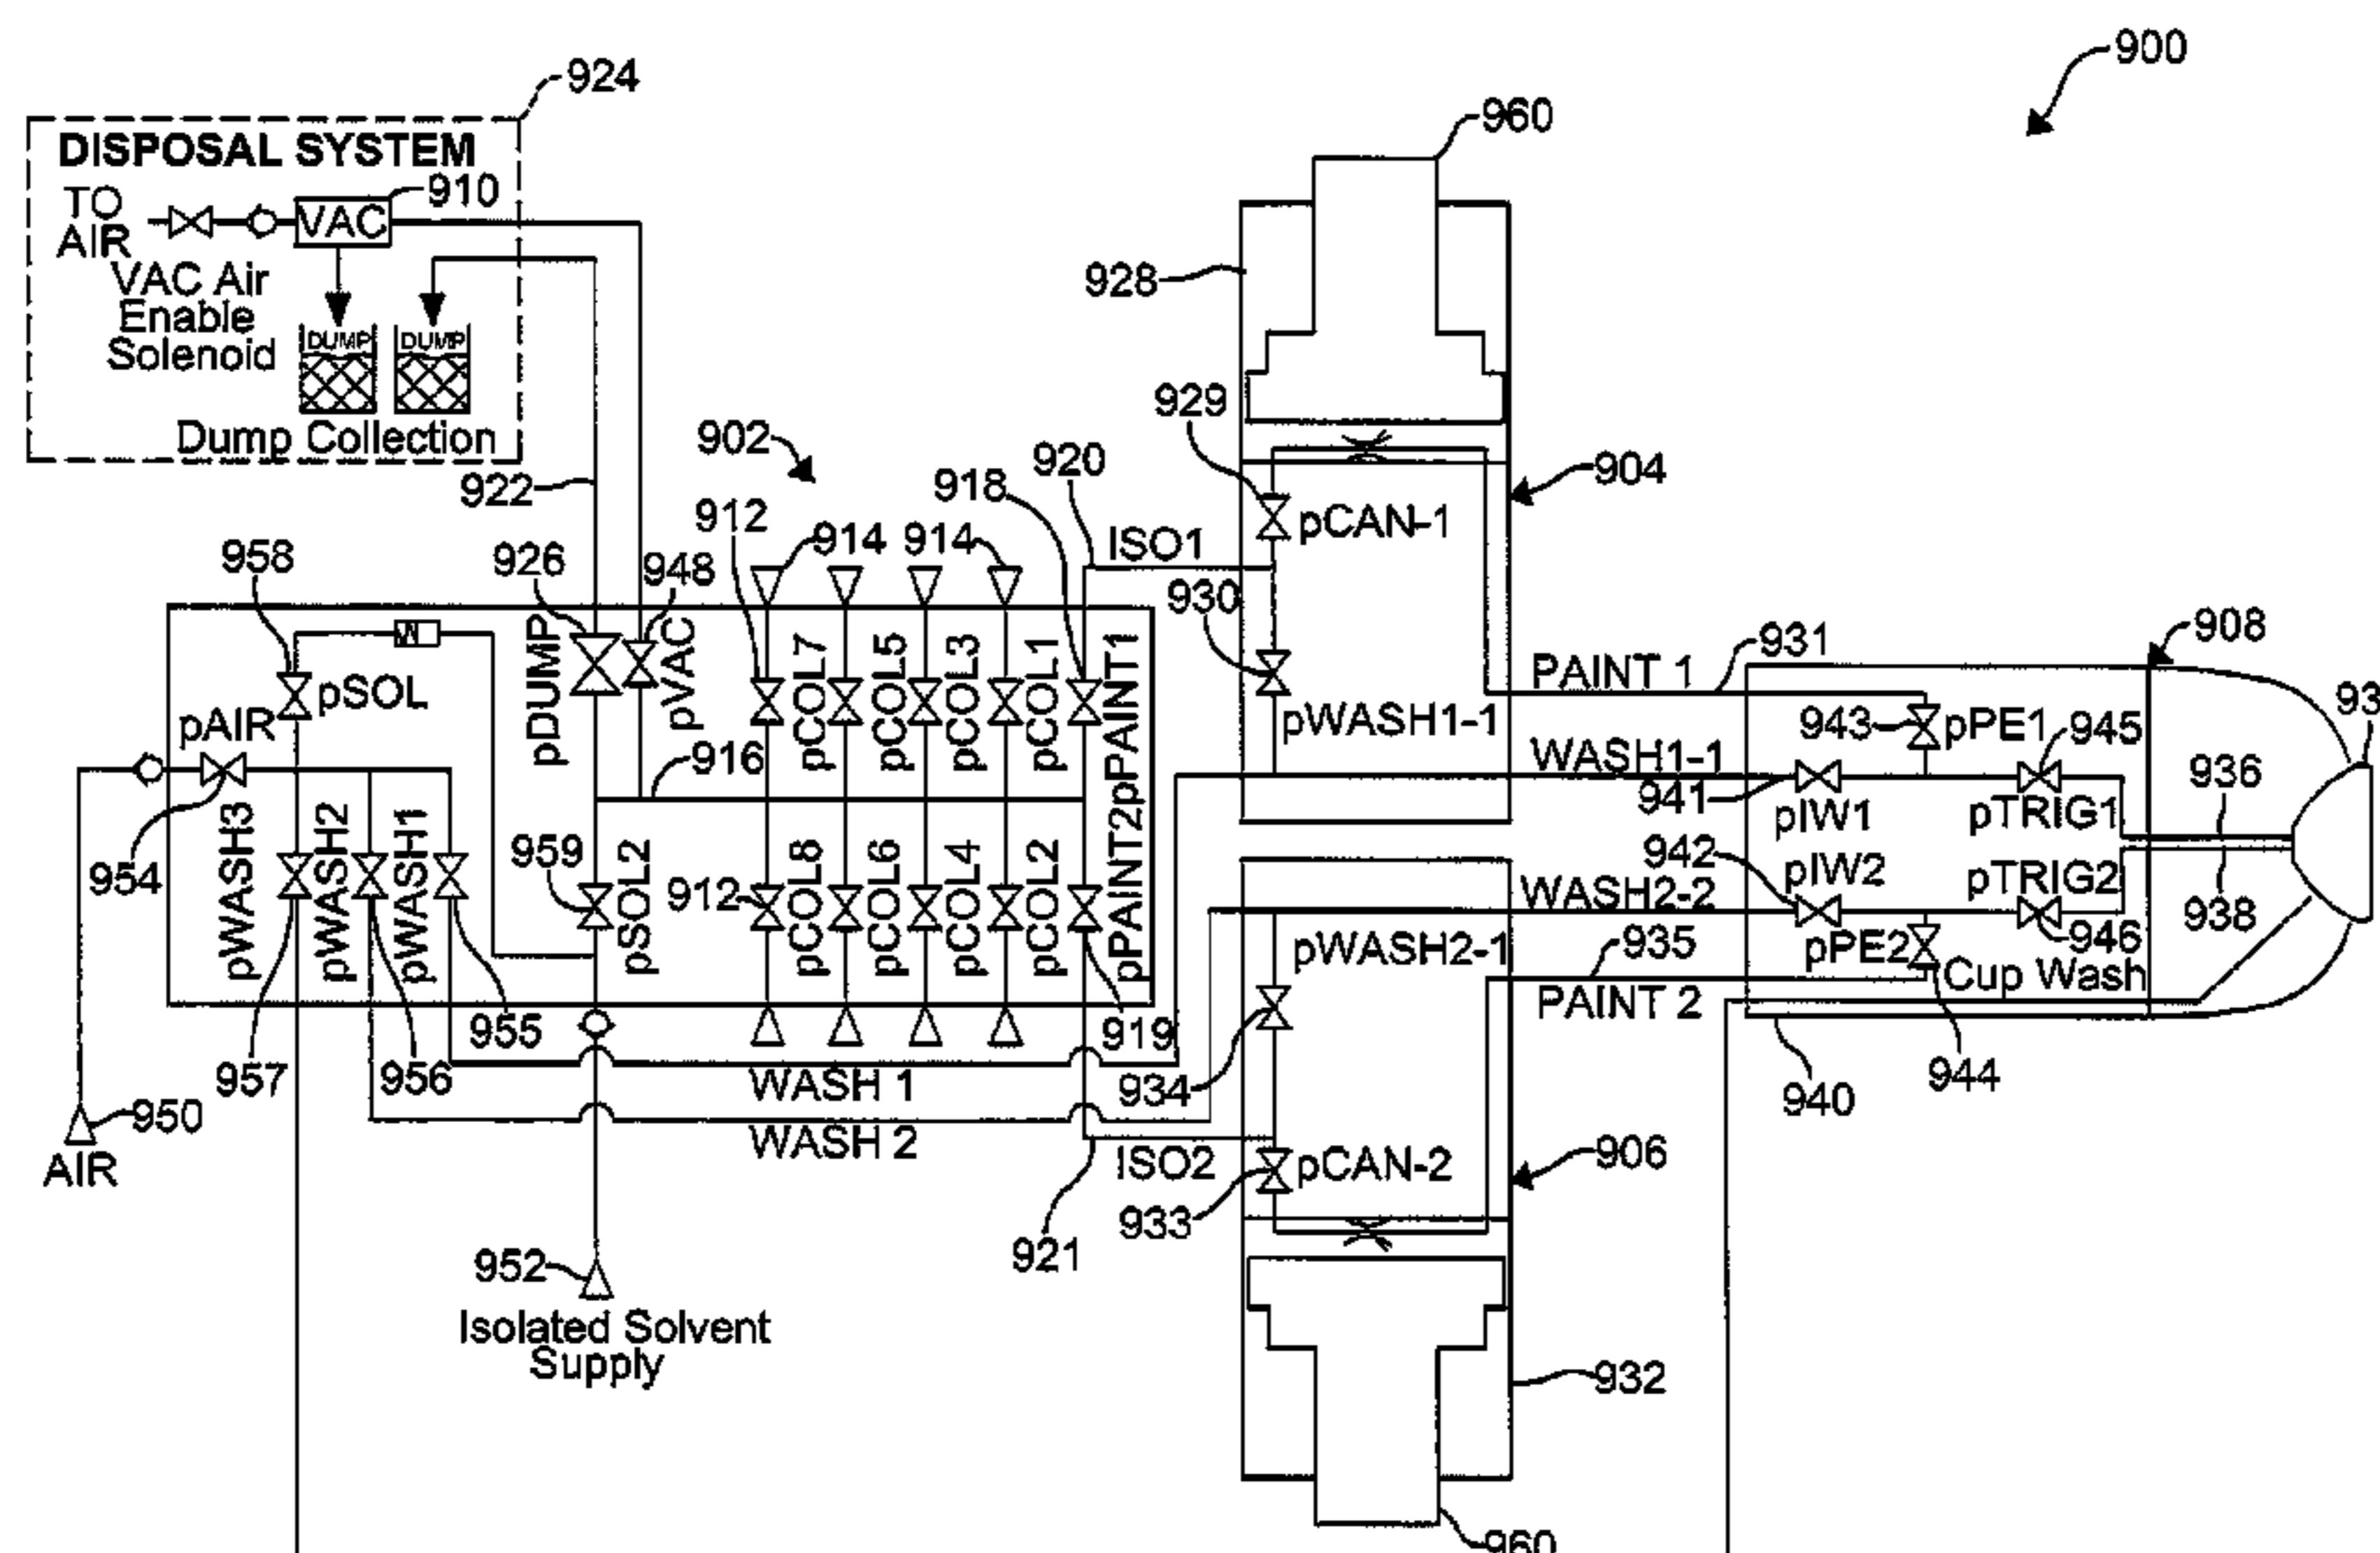 900
924
DISPOSAL SYSTEM
TO
AIR
VAC
910
VAC Air
Enable
Solenoid
DUMP
DUMP
Dump Collection
922
902
960
928
929
904
pCAN-1
920
918
ISO1
912
914
914
930
958
926
948
pSOL
pAIR
pDUMP
pVAC
pCOL7
pCOL5
pCOL3
pCOL1
pPAINT1
916
pWASH1-1
PAINT 1
931
908
943
pPE1
945
WASH1-1
941
pIW1
pTRIG1
936
93
954
pWASH3
pWASH2
pWASH1
959
pSOL2
912
pCOL8
pCOL6
pCOL4
pCOL2
pPAINT2
942
pIW2
pTRIG2
WASH2-2
938
pWASH2-1
935
pPE2
946
Cup Wash
PAINT 2
957
956
955
919
934
944
940
WASH 1
WASH 2
950
AIR
ISO2
pCAN-2
906
921
933
952
Isolated Solvent
Supply
932
960